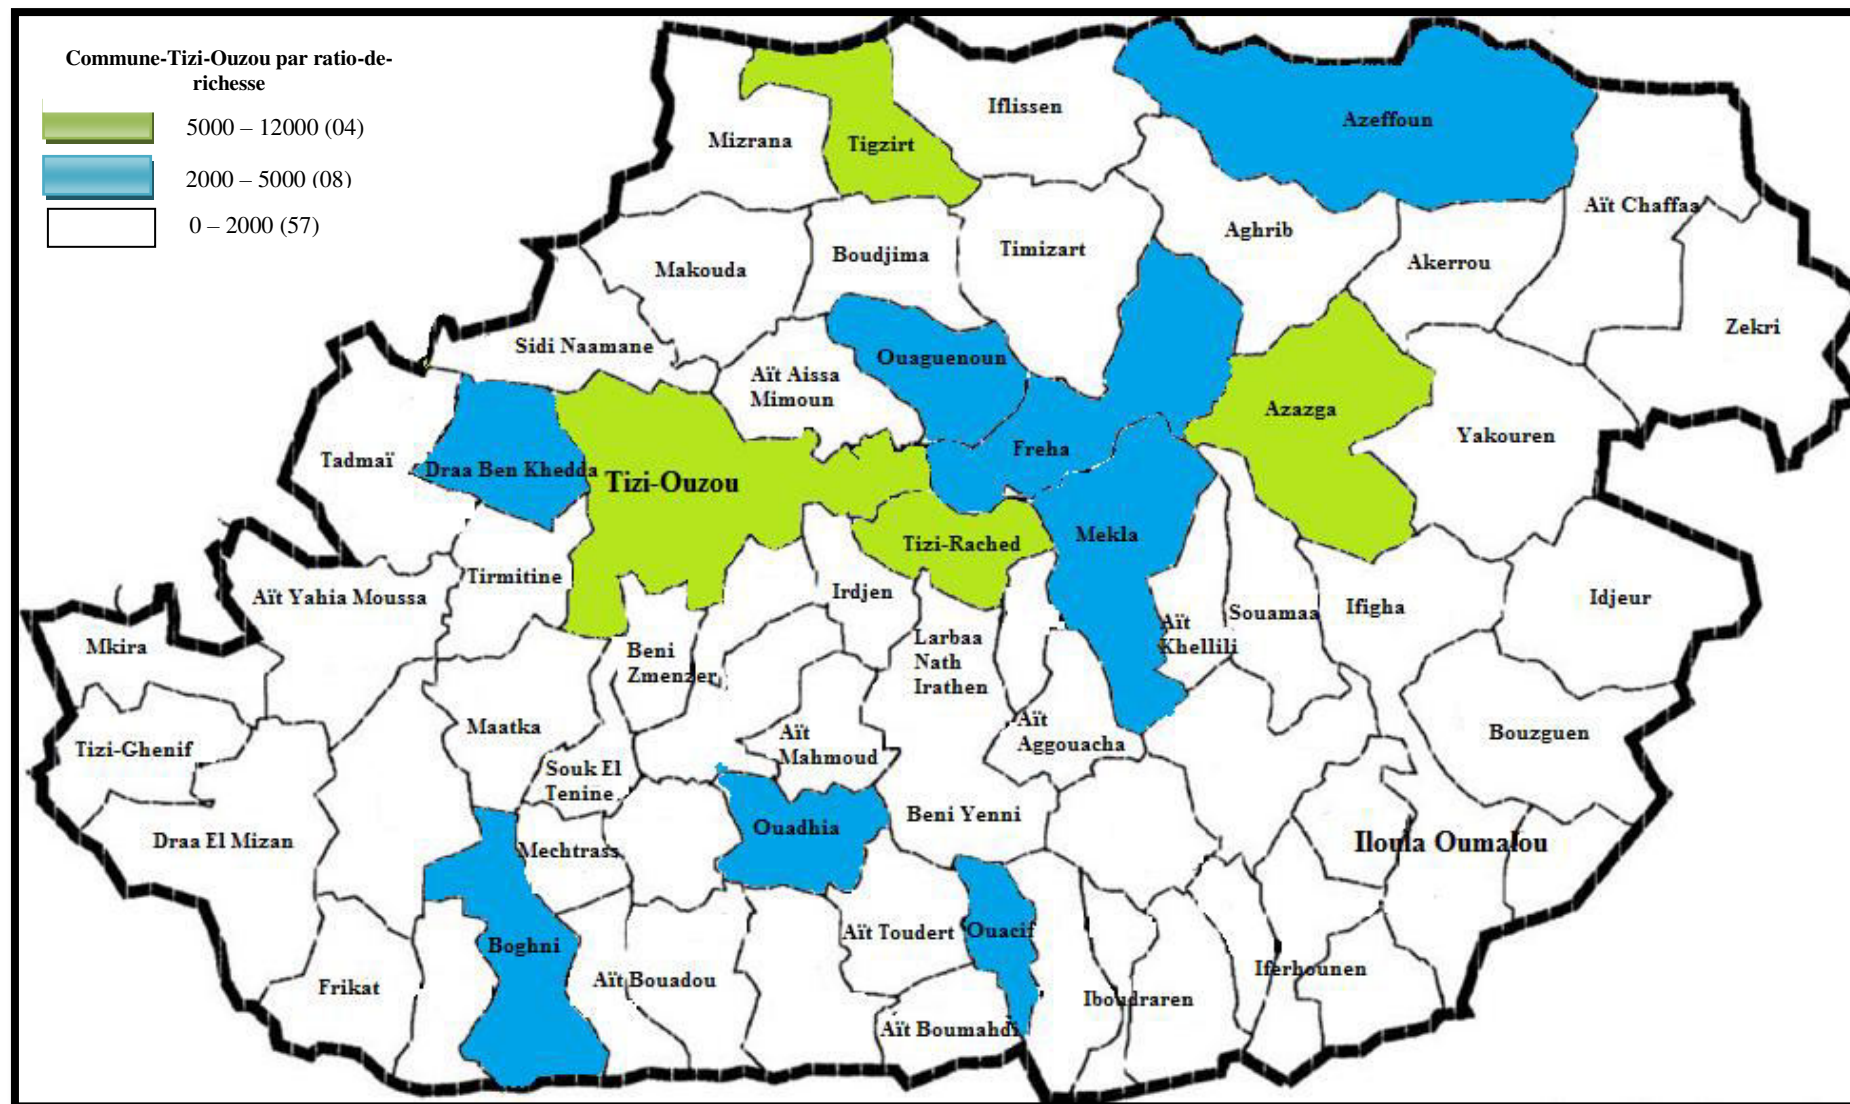 Commune-Tizi-Ouzou par ratio-de-
richesse
5000 – 12000 (04)
2000 – 5000 (08)
0 – 2000 (57)
Iflissen
Azeffoun
Mizrana
Tigzirt
Aït Chaffaa
Aghrib
Timizart
Boudjima
Makouda
Akerrou
Zekri
Sidi Naamane
Ouaguenoun
Aït Aissa
Mimoun
Azazga
Yakouren
Freha
Tadmaï
Draa Ben Khedda
Tizi-Ouzou
Mekla
Tizi-Rached
Tirmitine
Irdjen
Aït Yahia Moussa
Idjeur
Ifigha
Souamaa
Aït
Khellili
Mkira
Beni
Zmenzer
Larbaa
Nath
Irathen
Maatka
Aït
Aggouacha
Aït
Mahmoud
Bouzguen
Tizi-Ghenif
Souk El
Tenine
Beni Yenni
Ouadhia
Draa El Mizan
Mechtrass
Iloula Oumalou
Aït Toudert
Ouacif
Boghni
Iferhounen
Aït Bouadou
Frikat
Iboudraren
Aït Boumahdi